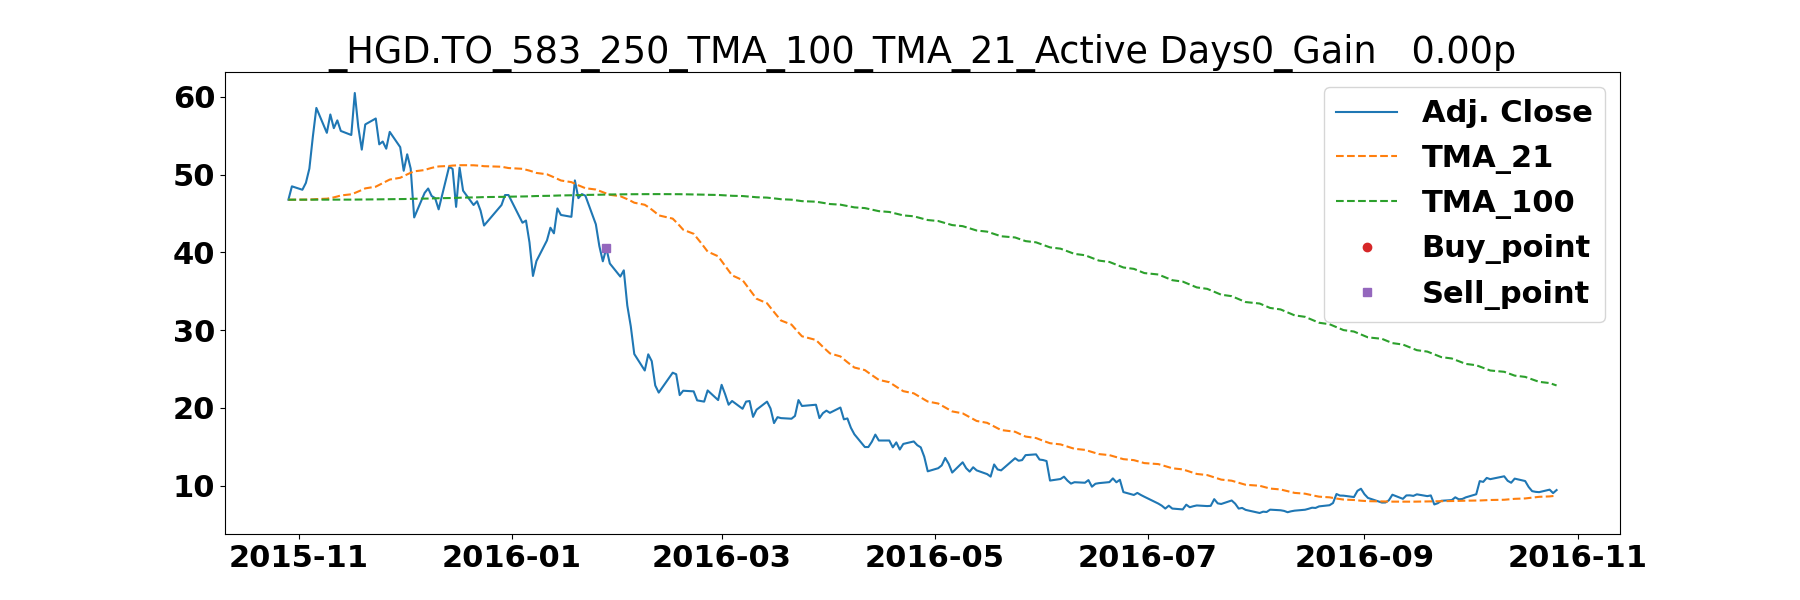 _HGD.TO_583_250_TMA_100_TMA_21_Active Days0_Gain   0.00p
60
50
40
30
20
10
Adj. Close
TMA_21
TMA_100
Buy_point
Sell_point
2015-11 2016-01 2016-03 2016-05 2016-07 2016-09 2016-11